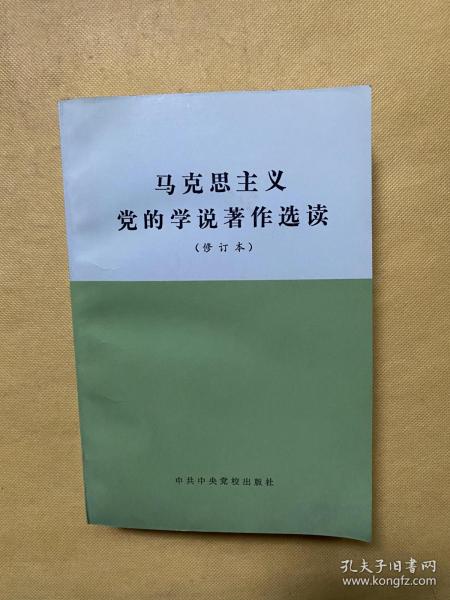 马克思主义
党的学说著作选读
（修订本）
中共中央党校出版社
孔夫子旧书网
www.kongfz.com